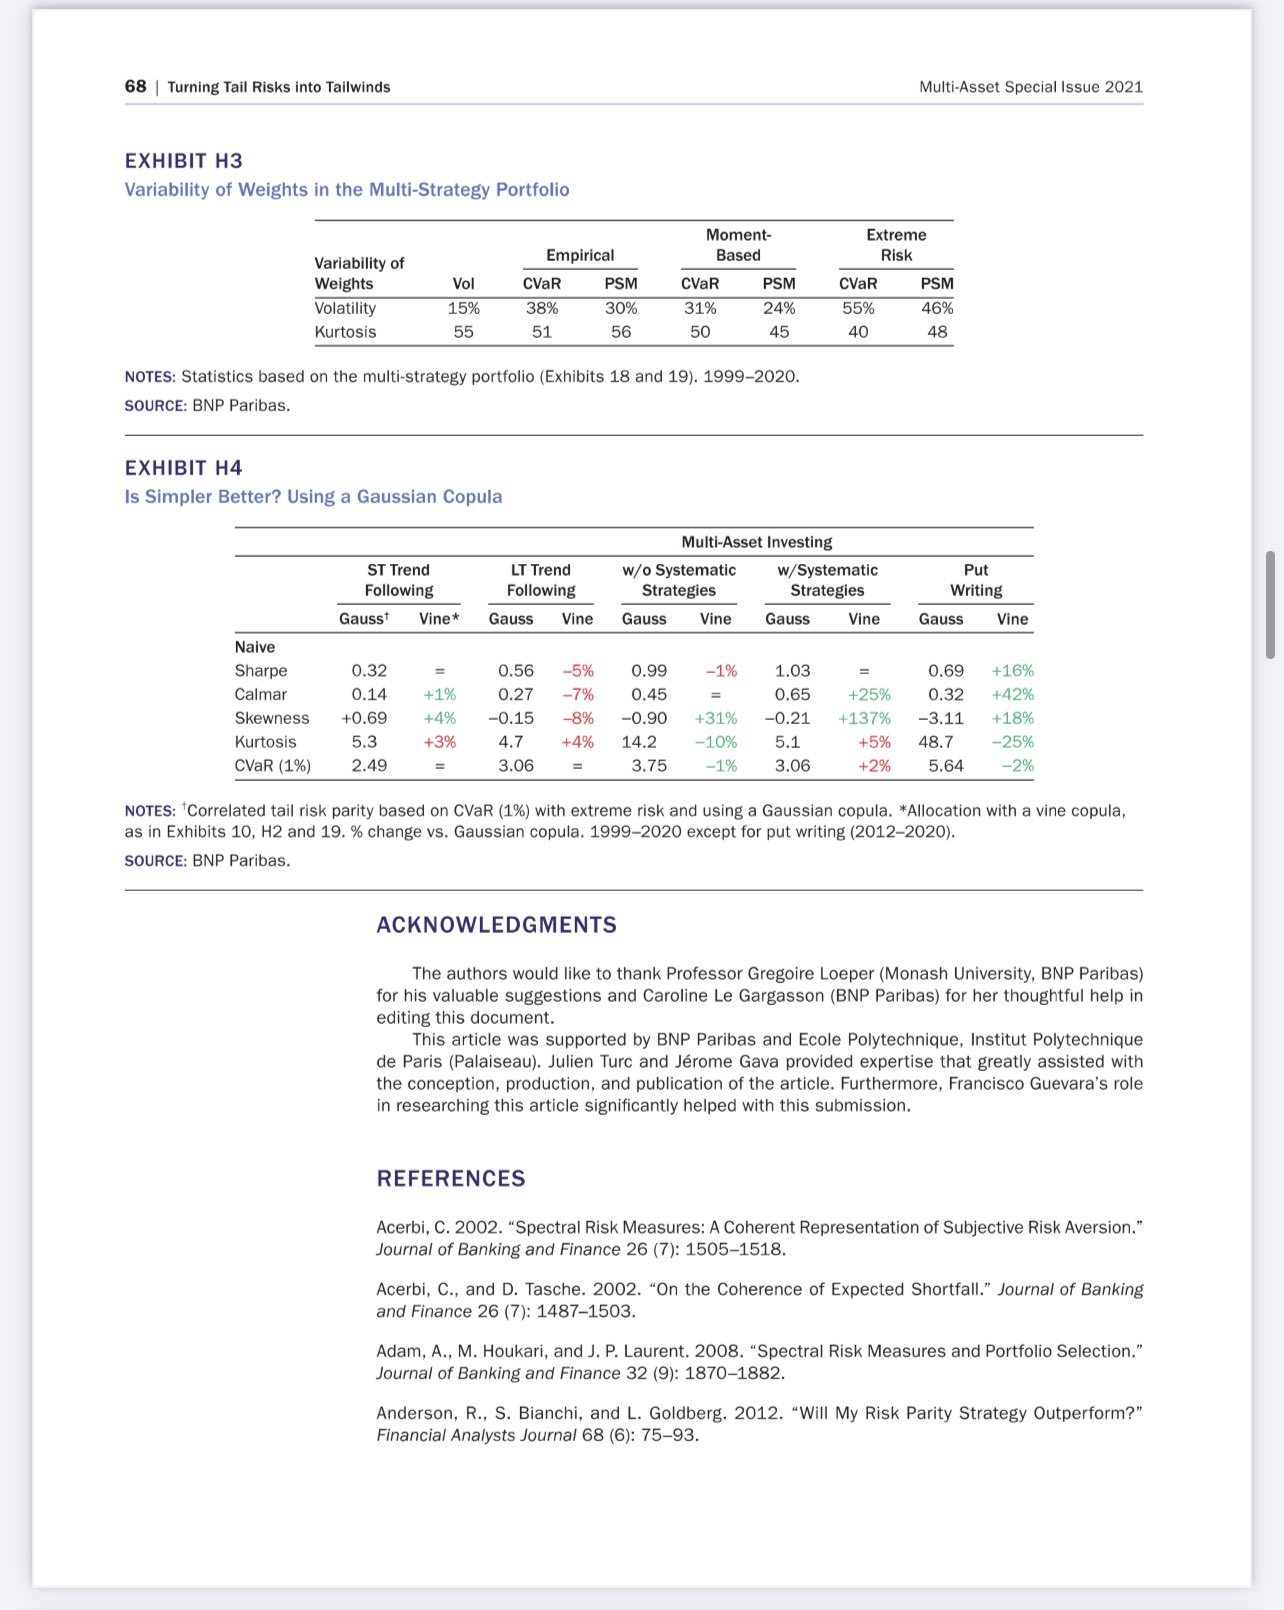 68 | Turning Tail Risks into Tailwinds
Multi-Asset Special Issue 2021
EXHIBIT H3
Variability of Weights in the Multi-Strategy Portfolio
Moment- Extreme
Empirical Based Risk
Variability of
Weights Vol CVaR PSM CVaR PSM CVaR PSM
Volatility 15% 38% 30% 31% 24% 55% 46%
Kurtosis 55 51 56 50 45 40 48
NOTES: Statistics based on the multi-strategy portfolio (Exhibits 18 and 19). 1999–2020.
SOURCE: BNP Paribas.
EXHIBIT H4
Is Simpler Better? Using a Gaussian Copula
Multi-Asset Investing
ST Trend LT Trend w/o Systematic w/Systematic Put
Following Following Strategies Strategies Writing
Gauss† Vine* Gauss Vine Gauss Vine Gauss Vine Gauss Vine
Naive
Sharpe 0.32 = 0.56 –5% 0.99 –1% 1.03 = 0.69 +16%
Calmar 0.14 +1% 0.27 –7% 0.45 = 0.65 +25% 0.32 +42%
Skewness +0.69 +4% –0.15 –8% –0.90 +31% –0.21 +137% –3.11 +18%
Kurtosis 5.3 +3% 4.7 +4% 14.2 –10% 5.1 +5% 48.7 –25%
CVaR (1%) 2.49 = 3.06 = 3.75 –1% 3.06 +2% 5.64 –2%
NOTES: †Correlated tail risk parity based on CVaR (1%) with extreme risk and using a Gaussian copula. *Allocation with a vine copula,
as in Exhibits 10, H2 and 19. % change vs. Gaussian copula. 1999–2020 except for put writing (2012–2020).
SOURCE: BNP Paribas.
ACKNOWLEDGMENTS
The authors would like to thank Professor Gregoire Loeper (Monash University, BNP Paribas)
for his valuable suggestions and Caroline Le Gargasson (BNP Paribas) for her thoughtful help in
editing this document.
This article was supported by BNP Paribas and Ecole Polytechnique, Institut Polytechnique
de Paris (Palaiseau). Julien Turc and Jérome Gava provided expertise that greatly assisted with
the conception, production, and publication of the article. Furthermore, Francisco Guevara’s role
in researching this article significantly helped with this submission.
REFERENCES
Acerbi, C. 2002. “Spectral Risk Measures: A Coherent Representation of Subjective Risk Aversion.”
Journal of Banking and Finance 26 (7): 1505–1518.
Acerbi, C., and D. Tasche. 2002. “On the Coherence of Expected Shortfall.” Journal of Banking
and Finance 26 (7): 1487–1503.
Adam, A., M. Houkari, and J. P. Laurent. 2008. “Spectral Risk Measures and Portfolio Selection.”
Journal of Banking and Finance 32 (9): 1870–1882.
Anderson, R., S. Bianchi, and L. Goldberg. 2012. “Will My Risk Parity Strategy Outperform?”
Financial Analysts Journal 68 (6): 75–93.